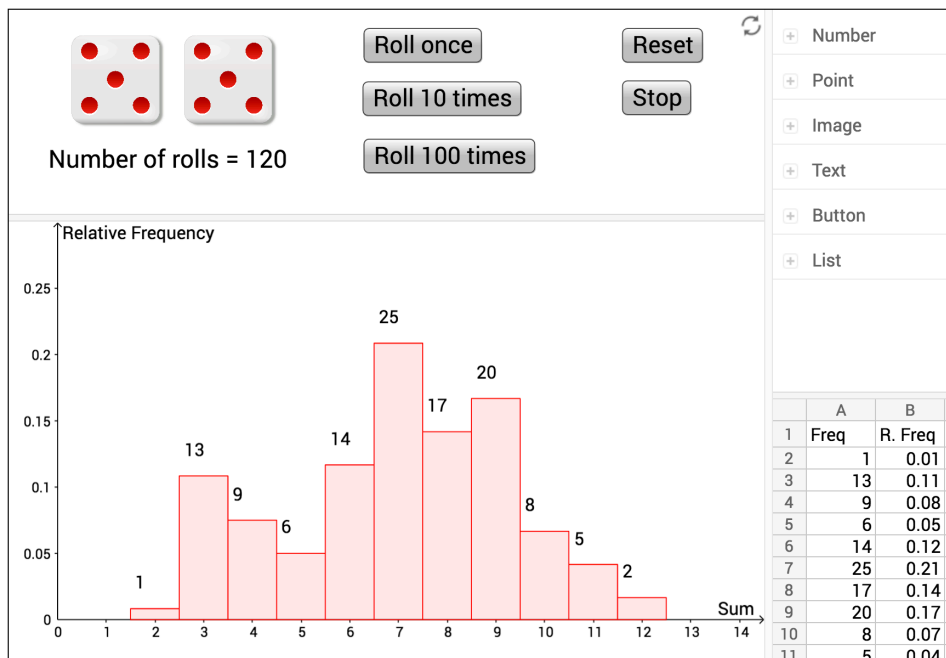 Roll once
Reset
Roll 10 times
Stop
Number of rolls = 120
Roll 100 times
Relative Frequency
0.25
0.2
0.15
0.1
0.05
0
1
13
9
6
14
25
17
20
8
5
2
Sum
0 1 2 3 4 5 6 7 8 9 10 11 12 13 14
Number
Point
Image
Text
Button
List
A B
1 Freq R. Freq
2 1 0.01
3 13 0.11
4 9 0.08
5 6 0.05
6 14 0.12
7 25 0.21
8 17 0.14
9 20 0.17
10 8 0.07
11 5 0.04